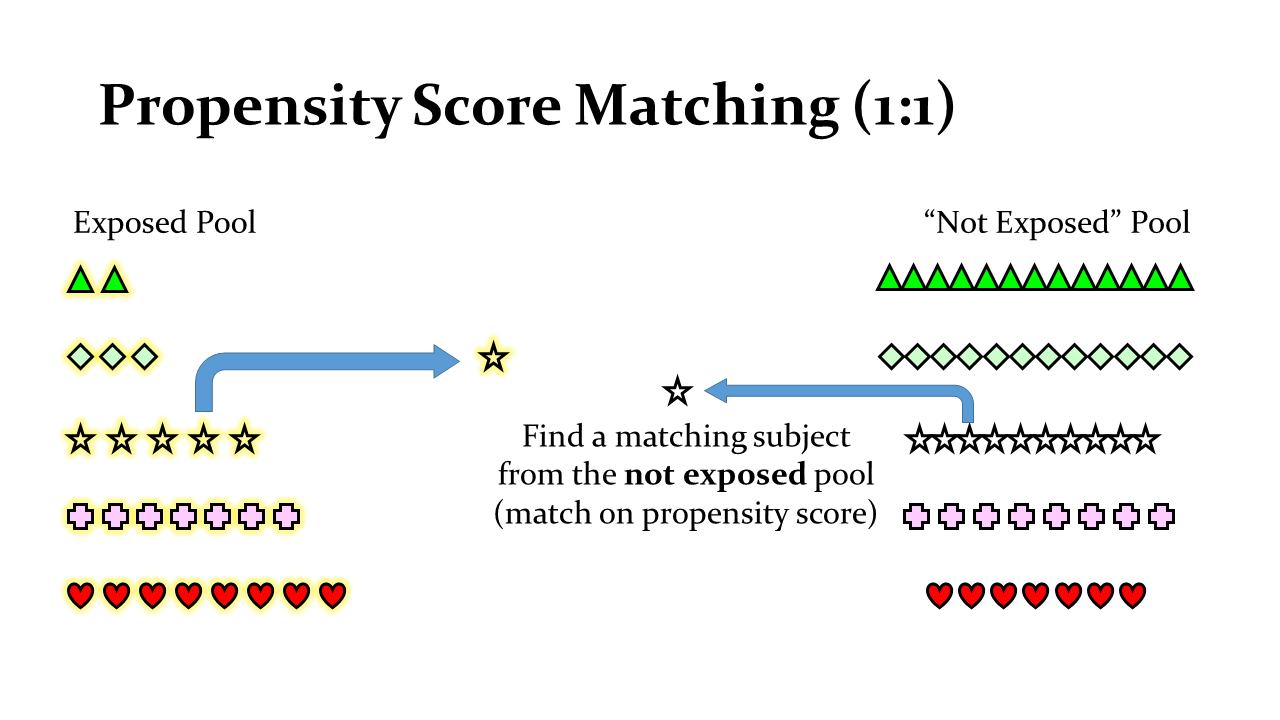 Propensity Score Matching (1:1)
Exposed Pool
“Not Exposed” Pool
Find a matching subject
from the not exposed pool
(match on propensity score)